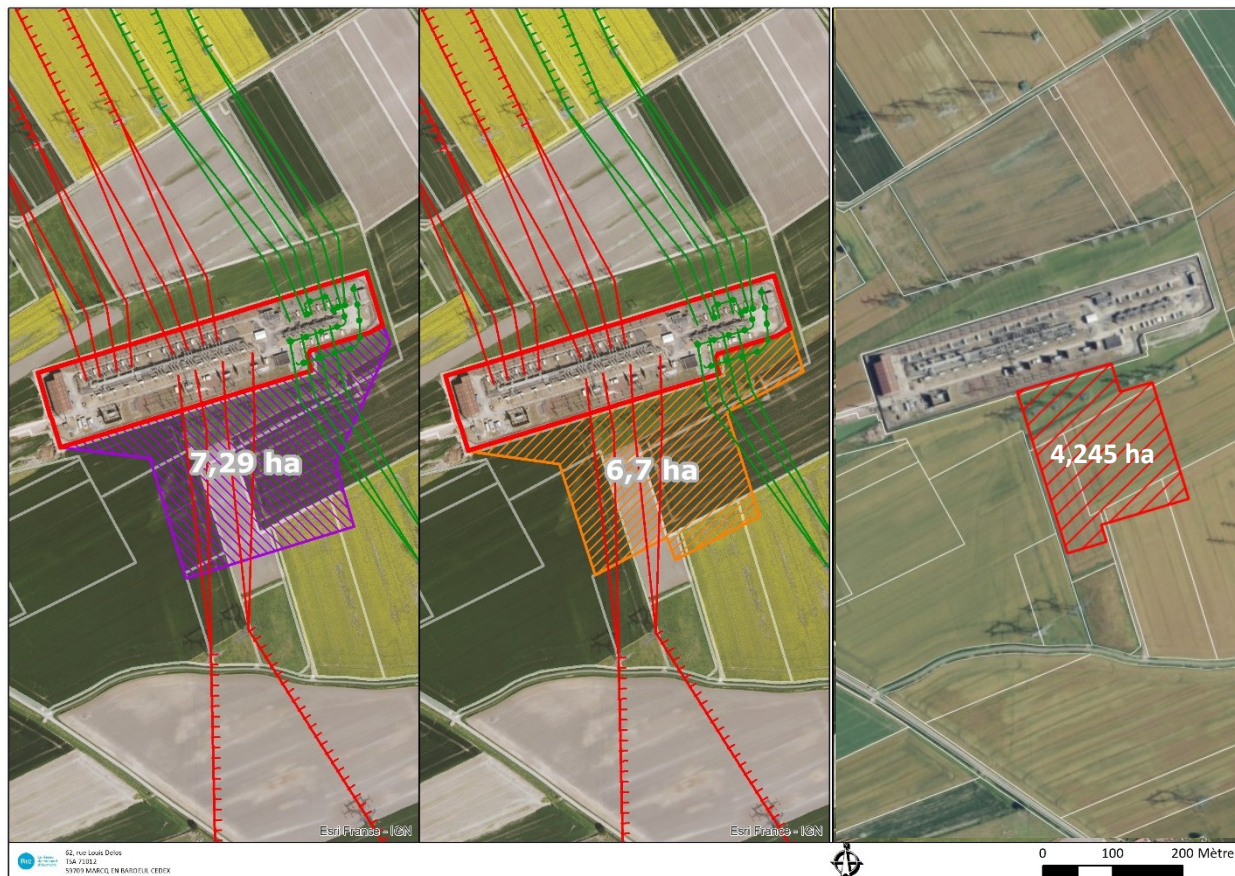 7,29 ha
6,7 ha
4,245 ha
Esri France - IGN
Esri France - IGN
Rte
62, rue Louis Delos
TSA 71012
59709 MARCQ EN BAROEUL CEDEX
0 100 200 Mètre